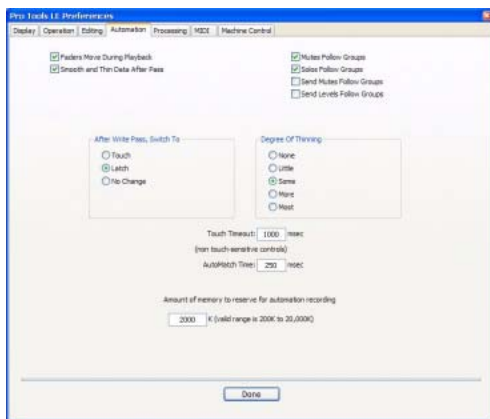 Pro Tools LE Preferences
Display Operation Editing Automation Processing MIDI Machine Control
Faders Move During Playback
Smooth and Thin Data After Pass
Mutes Follow Groups
Solos Follow Groups
Send Mutes Follow Groups
Send Levels Follow Groups
After Write Pass, Switch To
Touch
Latch
No Change
Degree Of Thinning
None
Little
Some
More
Most
Touch Timeout: 1000 msec
(non touch-sensitive controls)
AutoMatch Time: 250 msec
Amount of memory to reserve for automation recording
2000 K (valid range is 200K to 20,000K)
Done